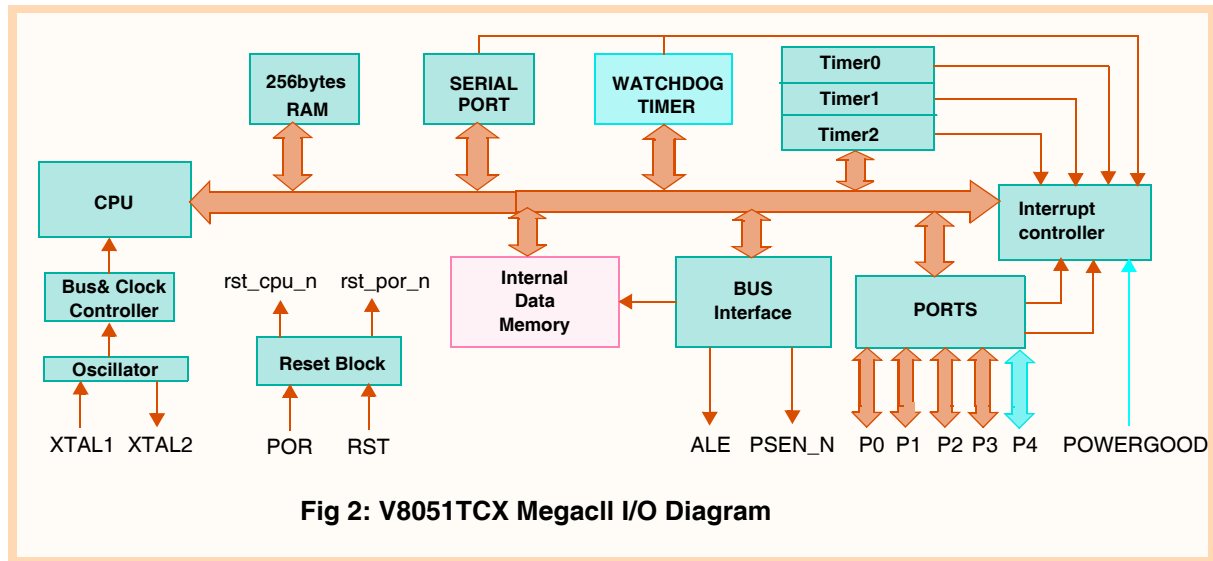 256bytes
RAM
SERIAL
PORT
WATCHDOG
TIMER
Timer0
Timer1
Timer2
CPU
Interrupt
controller
Bus& Clock
Controller
rst_cpu_n
rst_por_n
Internal
Data
Memory
BUS
Interface
PORTS
Oscillator
Reset Block
XTAL1
XTAL2
POR
RST
ALE
PSEN_N
P0
P1
P2
P3
P4
POWERGOOD
Fig 2: V8051TCX Megacll I/O Diagram